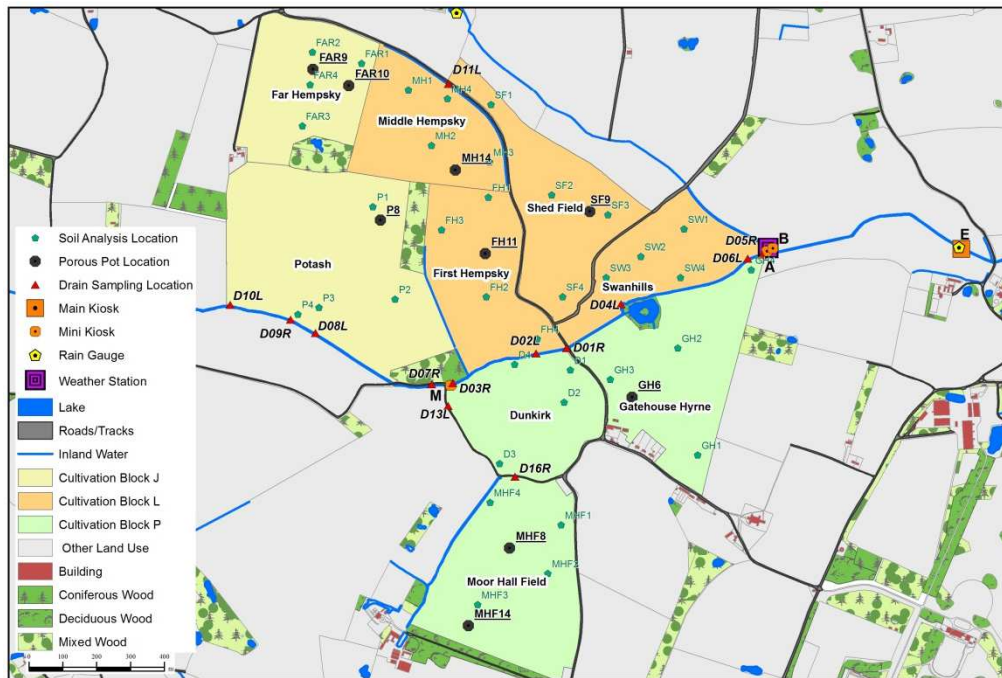 FAR2
FAR1
FAR9
FAR4
FAR10
Far Hempsky
FAR3
D11L
MH1
MH4
SF1
Middle Hempsky
MH2
MH3
MH14
P1
P8
FH1
SF2
Shed Field
SF9
SF3
FH3
SW1
FH11
SW2
D05R
B
E
D06L
A
Potash
First Hempsky
SW3
SW4
Swanhills
P2
FH2
SF4
D04L
D10L
P3
P4
D09R
D08L
D02L
D01R
GH2
D4
D1
D07R
GH3
M
D03R
GH6
D2
D13L
Dunkirk
Gatehouse Hyrne
D3
GH1
D16R
MHF4
MHF1
MHF8
MHF2
Moor Hall Field
MHF3
MHF14
Soil Analysis Location
Porous Pot Location
Drain Sampling Location
Main Kiosk
Mini Kiosk
Rain Gauge
Weather Station
Lake
Roads/Tracks
Inland Water
Cultivation Block J
Cultivation Block L
Cultivation Block P
Other Land Use
Building
Coniferous Wood
Deciduous Wood
Mixed Wood
0 100 200 300 400